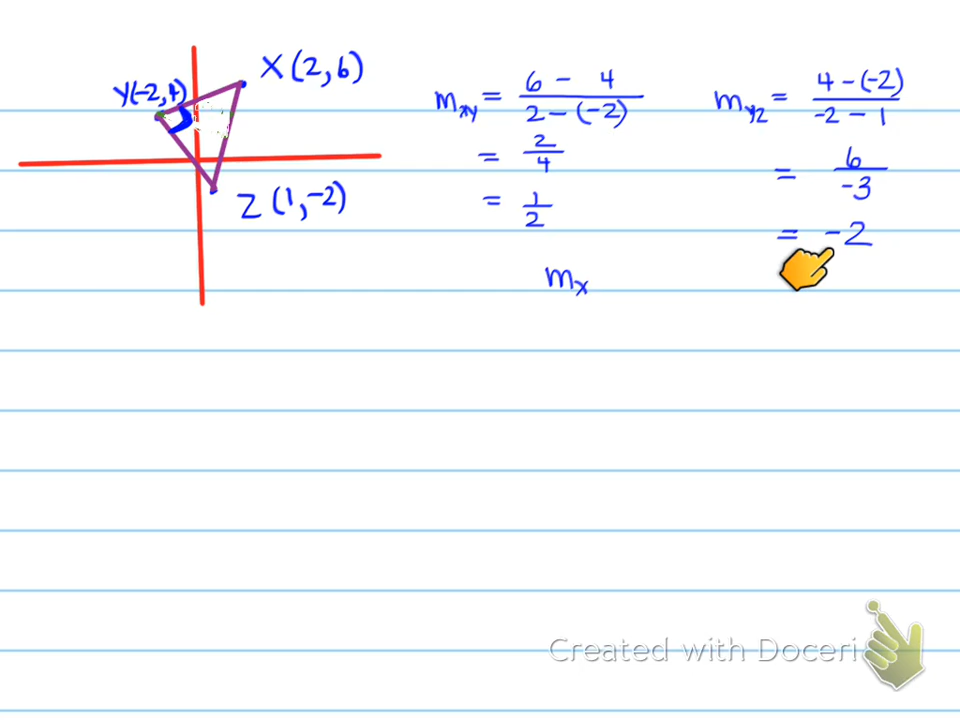 X (2, 6)
Y(-2, 4)
Z (1, -2)
m_xy = (6 - 4)/(2 - (-2))
= 2/4
= 1/2
m_x
m_yz = (4 - (-2))/(-2 - 1)
= 6/-3
= -2
Created with Doceri